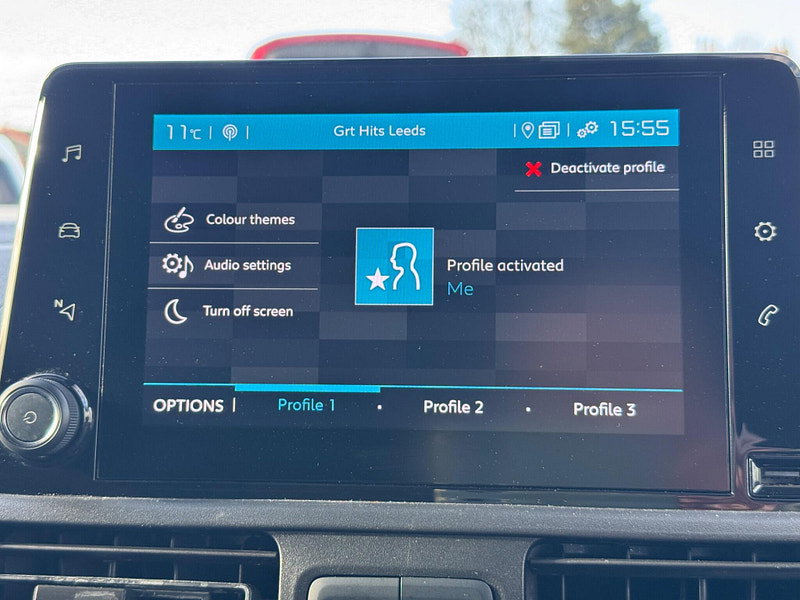 11°C | | Grt Hits Leeds | | 15:55
Deactivate profile
Colour themes
Audio settings
Turn off screen
Profile activated
Me
OPTIONS | Profile 1 • Profile 2 • Profile 3
N